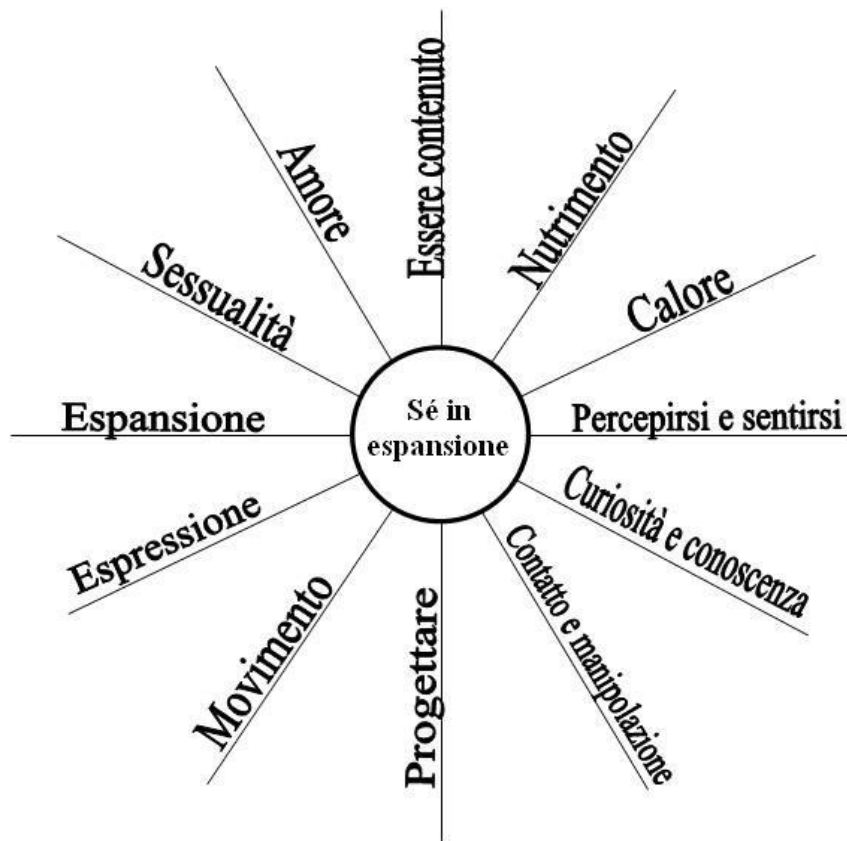 Essere contenuto
Nutrimento
Calore
Percepirsi e sentirsi
Curiosità e conoscenza
Contatto e manipolazione
Progettare
Movimento
Espressione
Espansione
Sessualità
Amore
Sé in
espansione